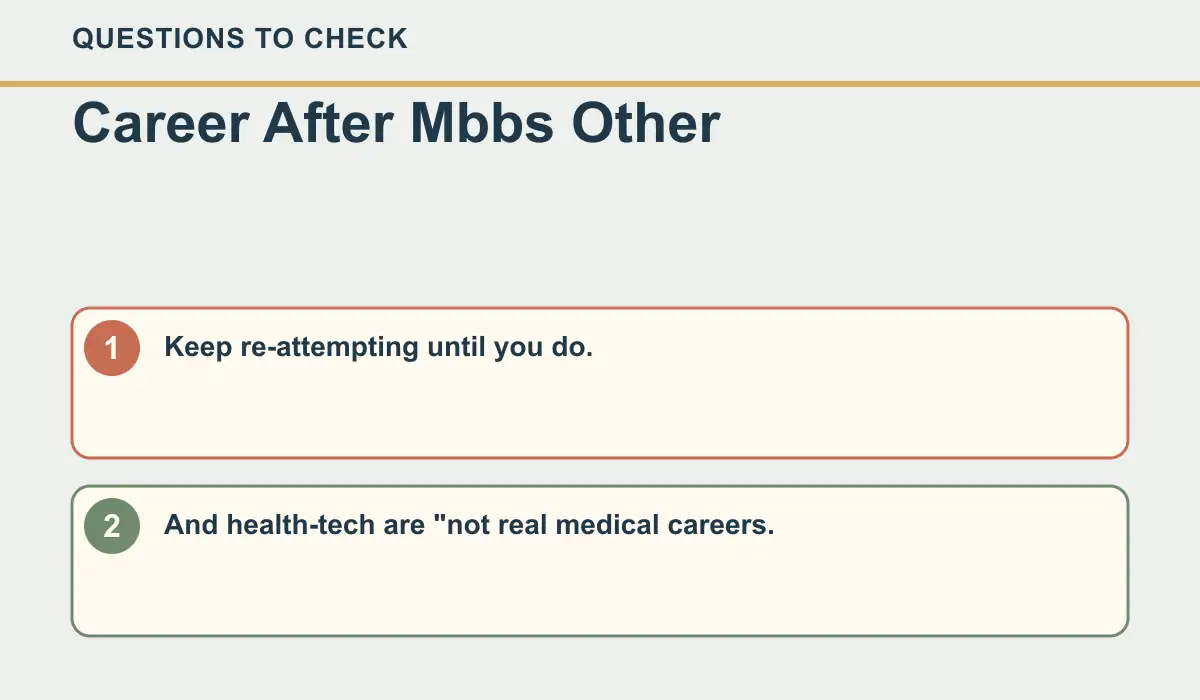 QUESTIONS TO CHECK
Career After Mbbs Other
1
Keep re-attempting until you do.
2
And health-tech are "not real medical careers.